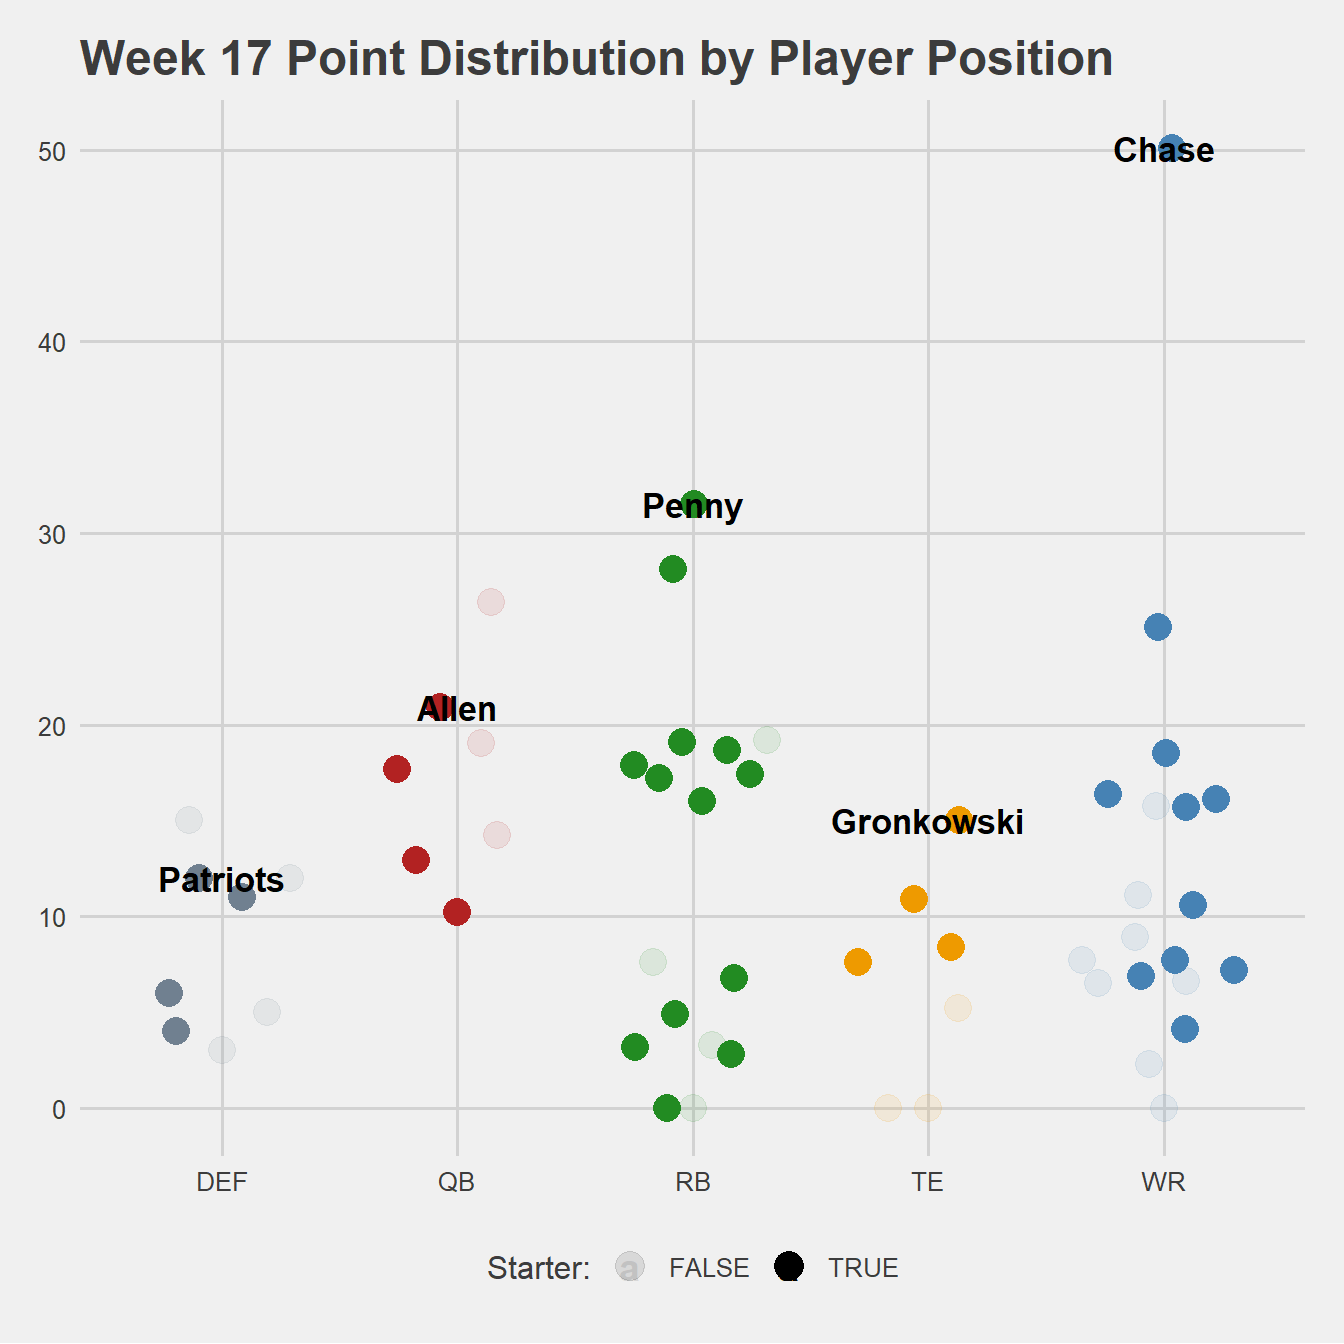 Week 17 Point Distribution by Player Position
50
Chase
40
Penny
30
Allen
20
Gronkowski
Patriots
10
0
DEF QB RB TE WR
Starter: a FALSE TRUE